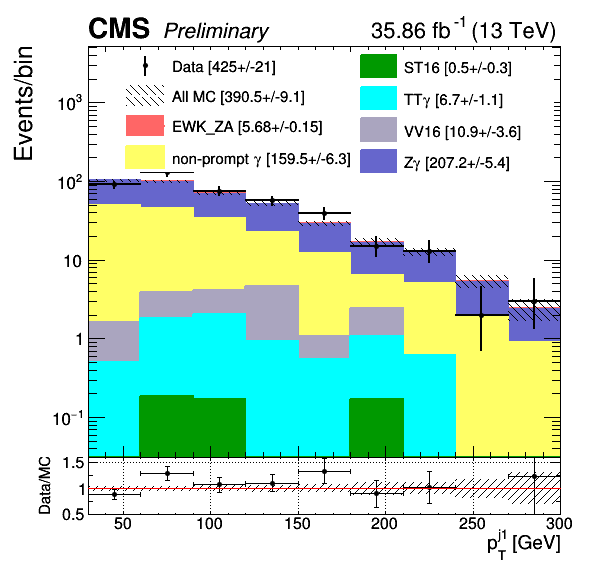 CMS Preliminary 35.86 fb⁻¹ (13 TeV)
Events/bin
Data [425+/-21]
All MC [390.5+/-9.1]
EWK_ZA [5.68+/-0.15]
non-prompt γ [159.5+/-6.3]
ST16 [0.5+/-0.3]
TTγ [6.7+/-1.1]
VV16 [10.9+/-3.6]
Zγ [207.2+/-5.4]
10³
10²
10
1
10⁻¹
Data/MC
1.5
1
0.5
50 100 150 200 250 300
p_T^j1 [GeV]